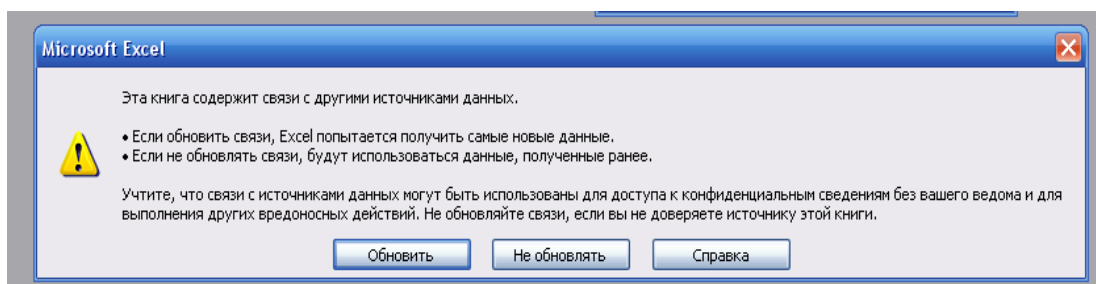 Microsoft Excel
Эта книга содержит связи с другими источниками данных.
• Если обновить связи, Excel попытается получить самые новые данные.
• Если не обновлять связи, будут использоваться данные, полученные ранее.
Учтите, что связи с источниками данных могут быть использованы для доступа к конфиденциальным сведениям без вашего ведома и для
выполнения других вредоносных действий. Не обновляйте связи, если вы не доверяете источнику этой книги.
Обновить Не обновлять Справка